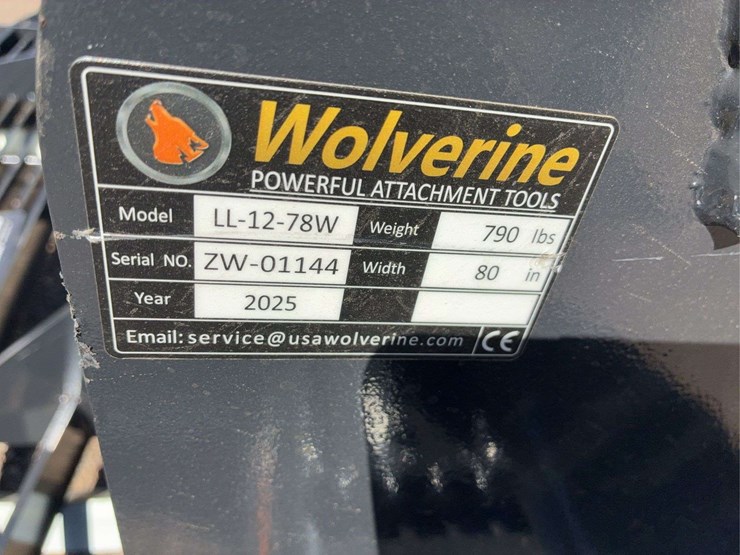 Wolverine
POWERFUL ATTACHMENT TOOLS
Model LL-12-78W Weight 790 lbs
Serial NO. ZW-01144 Width 80 in
Year 2025
Email: service@usawolverine.com CE